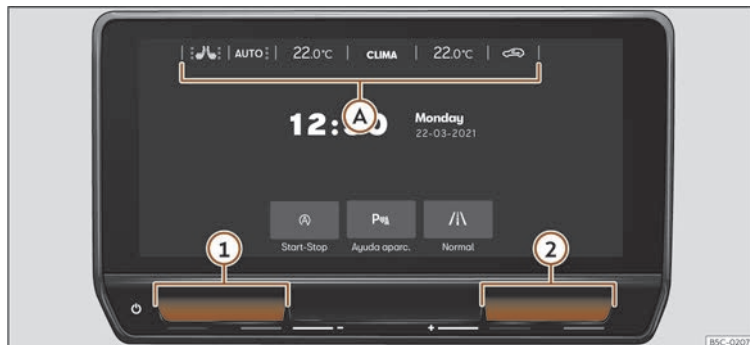 AUTO 22.0°C CLIMA 22.0°C
A
Monday
22-03-2021
Start-Stop Ayuda aparc. Normal
1 2
- +
B5C-0207